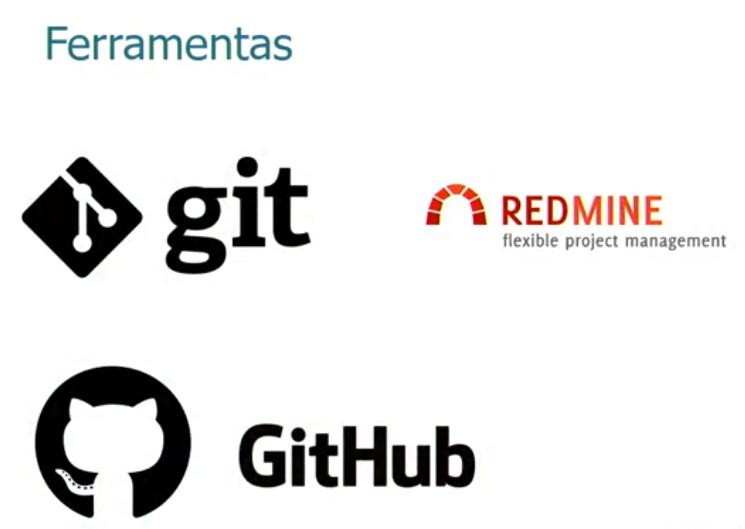 Ferramentas
git
REDMINE
flexible project management
GitHub